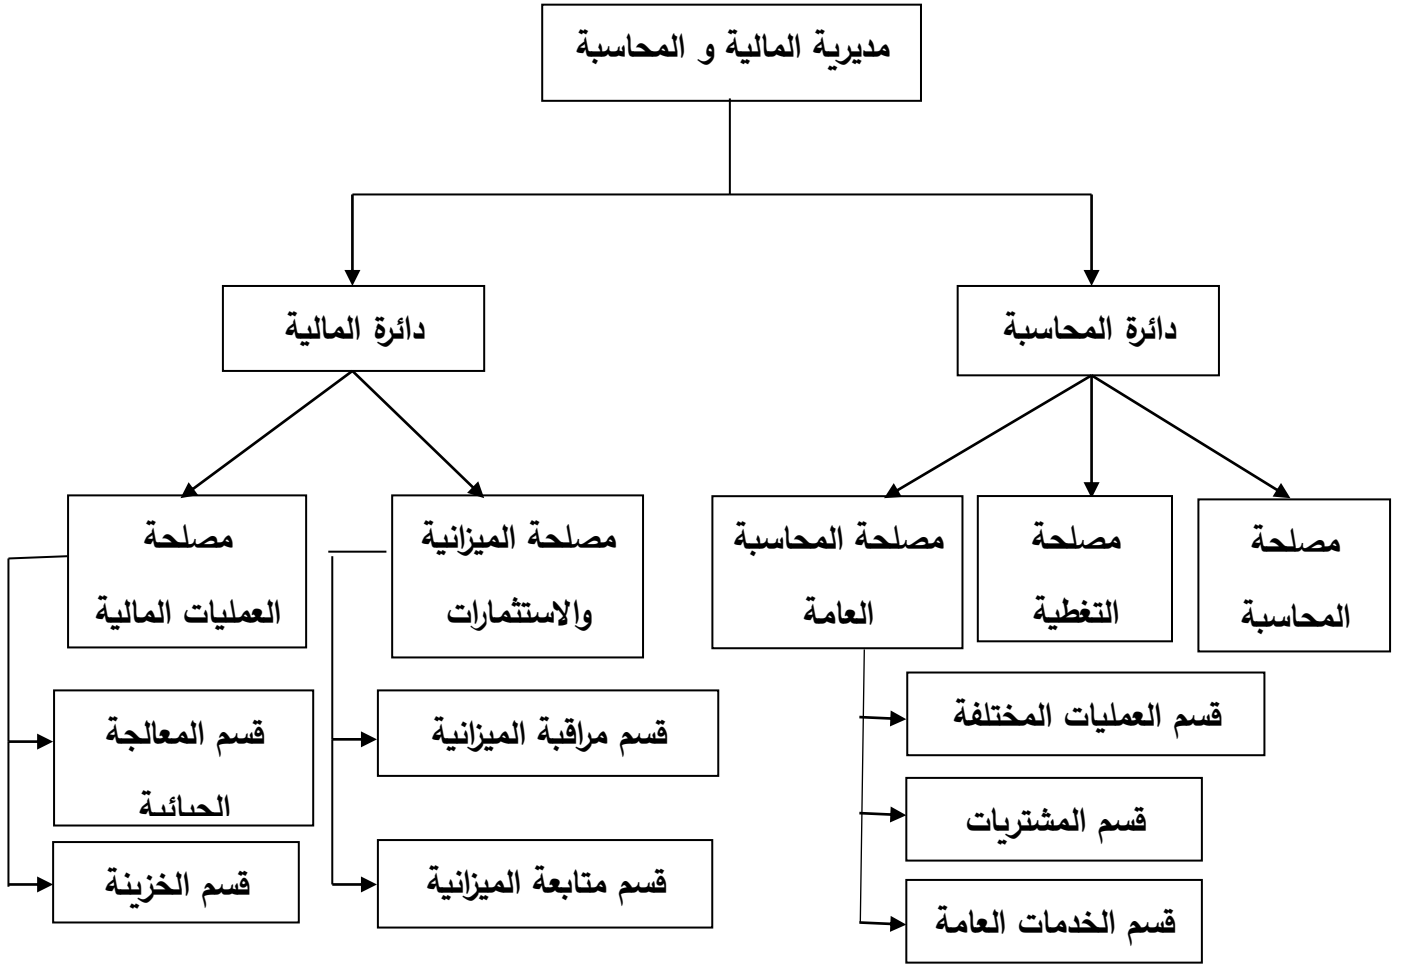 مديرية المالية و المحاسبة
دائرة المحاسبة
دائرة المالية
مصلحة
المحاسبة
مصلحة
التغطية
مصلحة المحاسبة
العامة
مصلحة الميزانية
والاستثمارات
مصلحة
العمليات المالية
قسم العمليات المختلفة
قسم المشتريات
قسم الخدمات العامة
قسم مراقبة الميزانية
قسم متابعة الميزانية
قسم المعالجة
الجبائية
قسم الخزينة